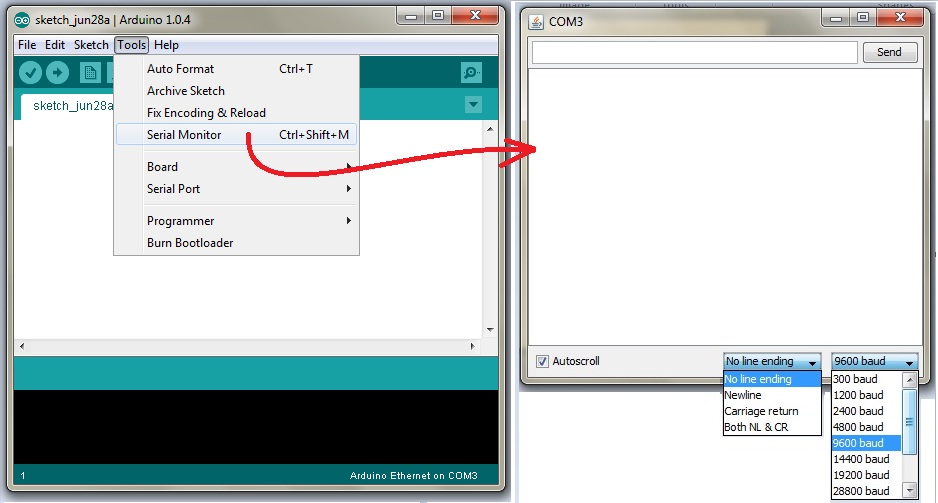 sketch_jun28a | Arduino 1.0.4
File Edit Sketch Tools Help
Auto Format Ctrl+T
Archive Sketch
Fix Encoding & Reload
Serial Monitor Ctrl+Shift+M
Board
Serial Port
Programmer
Burn Bootloader
sketch_jun28a
1
Arduino Ethernet on COM3
COM3
Send
Autoscroll
No line ending
No line ending
Newline
Carriage return
Both NL & CR
9600 baud
300 baud
1200 baud
2400 baud
4800 baud
9600 baud
14400 baud
19200 baud
28800 baud